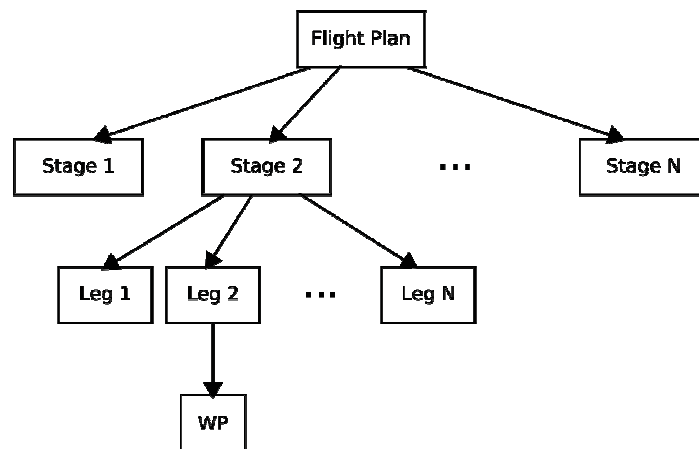 Flight Plan
Stage 1
Stage 2
...
Stage N
Leg 1
Leg 2
...
Leg N
WP